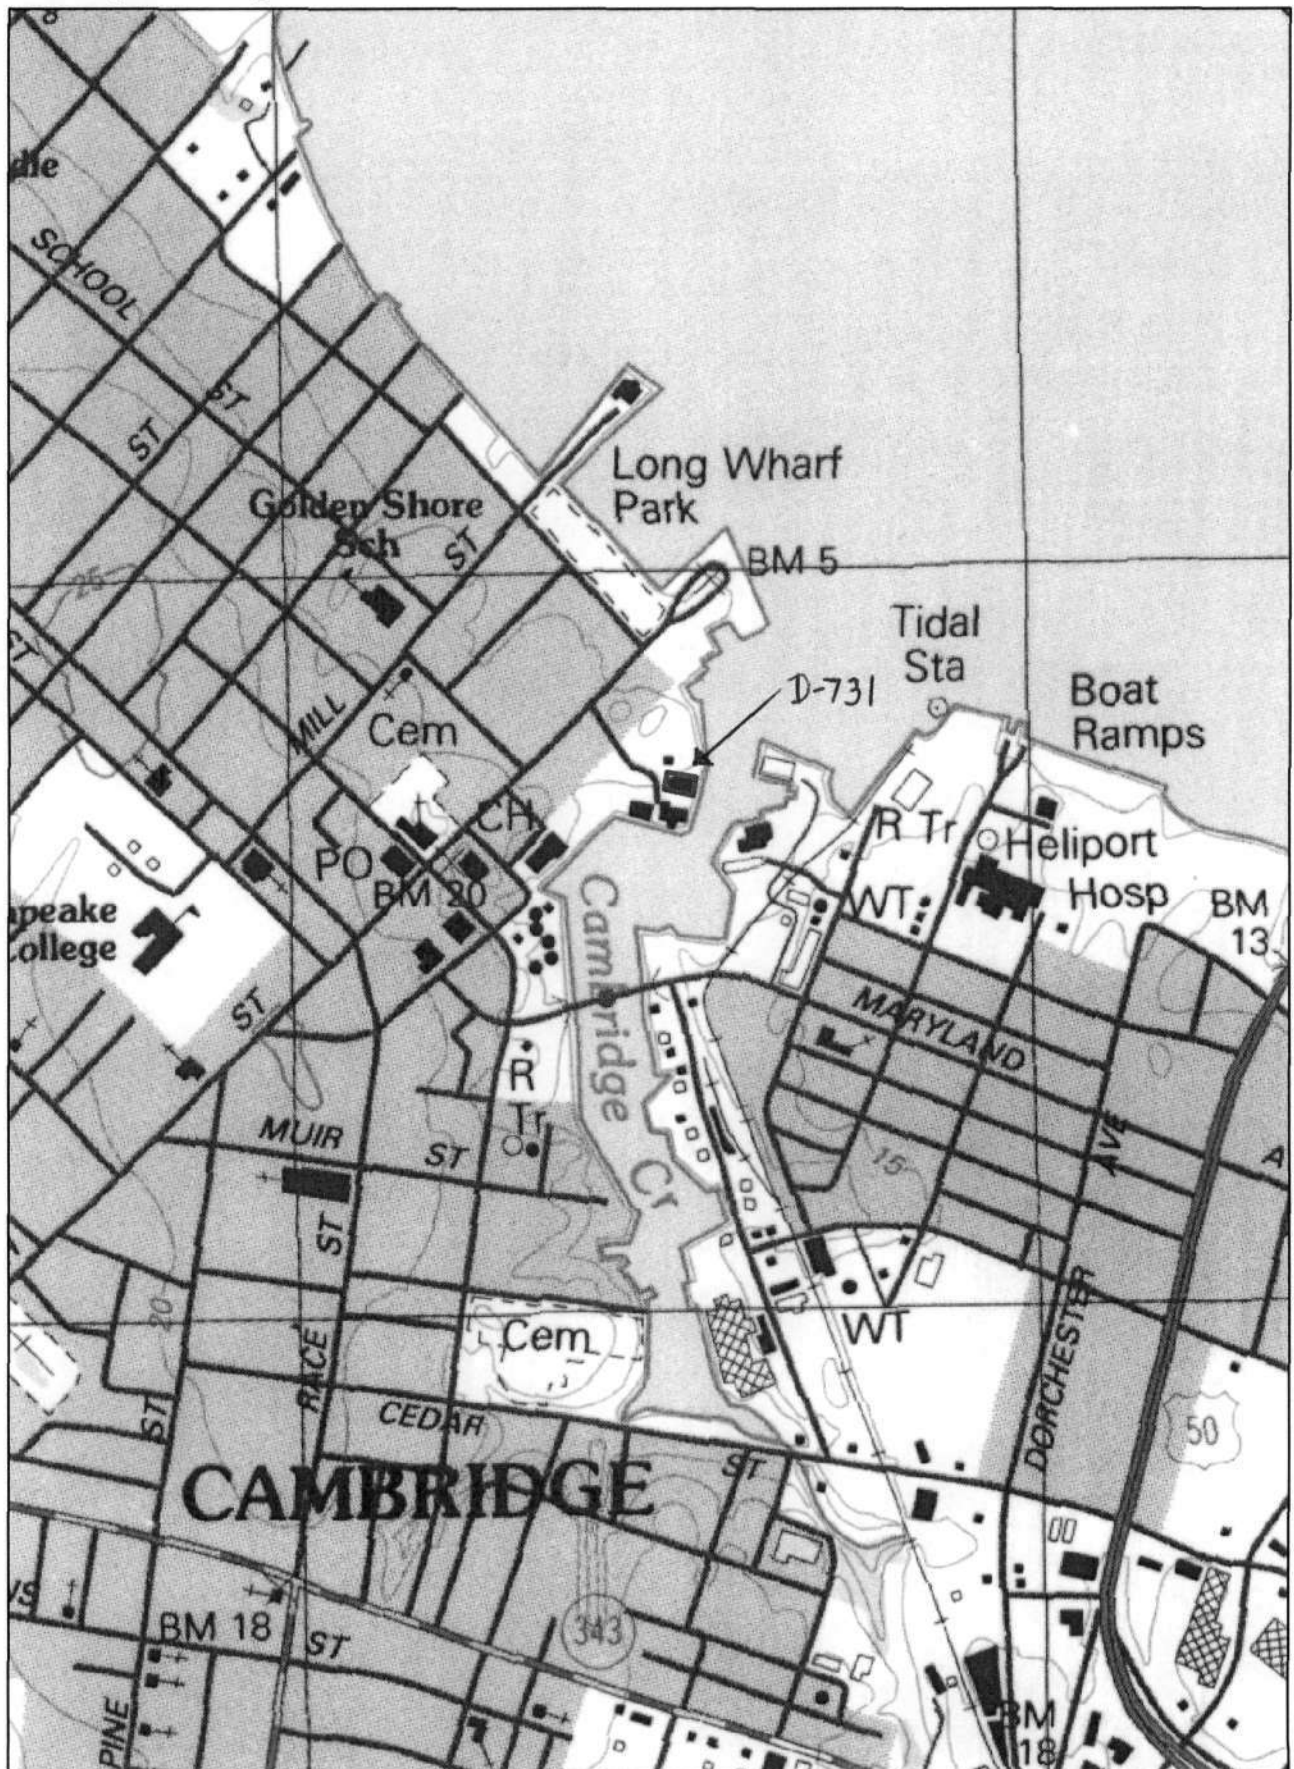 SCHOOL
ST
ST
Long Wharf
Park
Golden Shore
Sch
ST
BM 5
25
Tidal
Sta
ST
D-731
Boat
Ramps
MILL
Cem
CH
R Tr
Heliport
PO
BM 20
WT
Hosp
BM
13
apeake
College
Cambridge Cr
ST
MARYLAND
R
Tr
MUIR
ST
AVE
15
A
ST
20
WT
Cem
RACE
DORCHESTER
CEDAR
ST
ST
50
CAMBRIDGE
343
BM 18
ST
PINE
BM
18